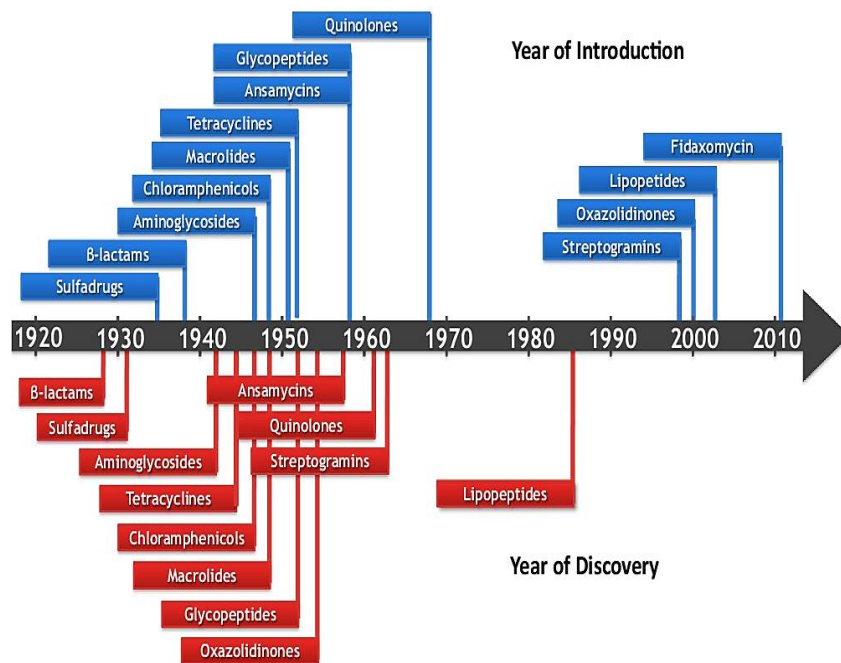 Quinolones
Year of Introduction
Glycopeptides
Ansamycins
Tetracyclines
Fidaxomycin
Macrolides
Lipopetides
Chloramphenicols
Oxazolidinones
Aminoglycosides
Streptogramins
β-lactams
Sulfadrugs
1920 1930 1940 1950 1960 1970 1980 1990 2000 2010
β-lactams
Ansamycins
Sulfadrugs
Quinolones
Aminoglycosides
Streptogramins
Tetracyclines
Lipopeptides
Chloramphenicols
Year of Discovery
Macrolides
Glycopeptides
Oxazolidinones